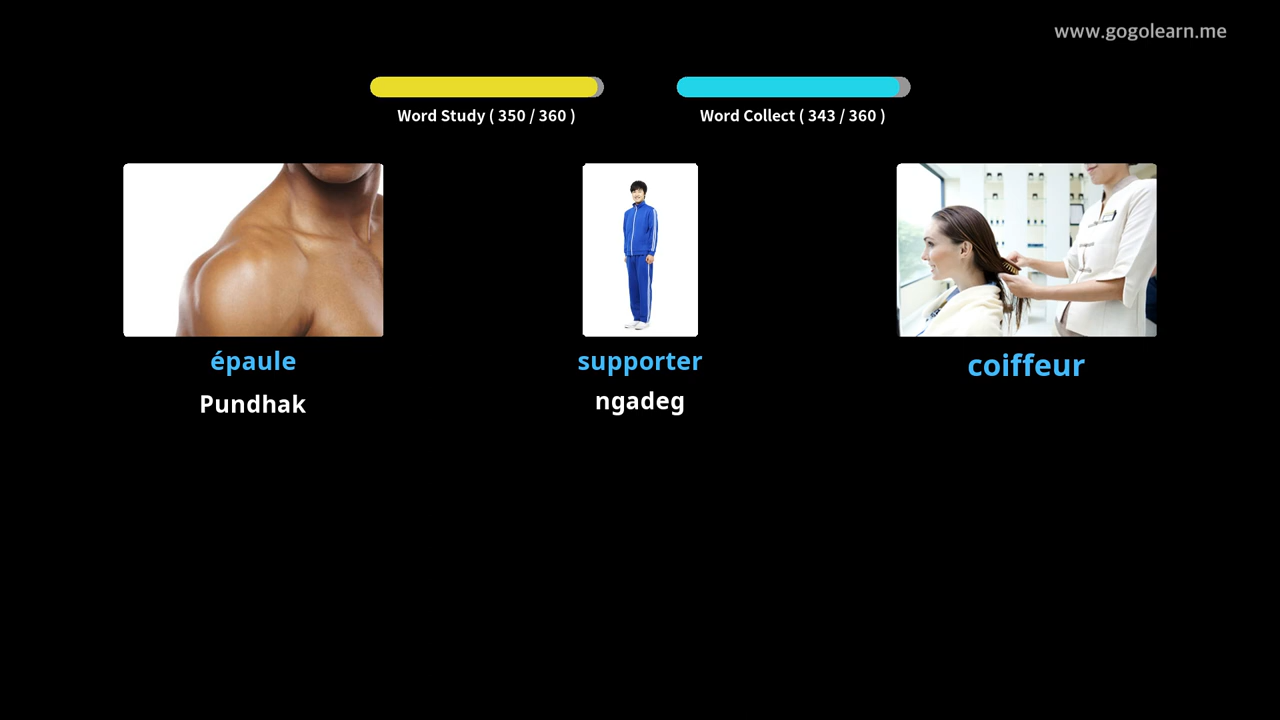 www.gogolearn.me
Word Study ( 350 / 360 )
Word Collect ( 343 / 360 )
épaule
supporter
coiffeur
Pundhak
ngadeg